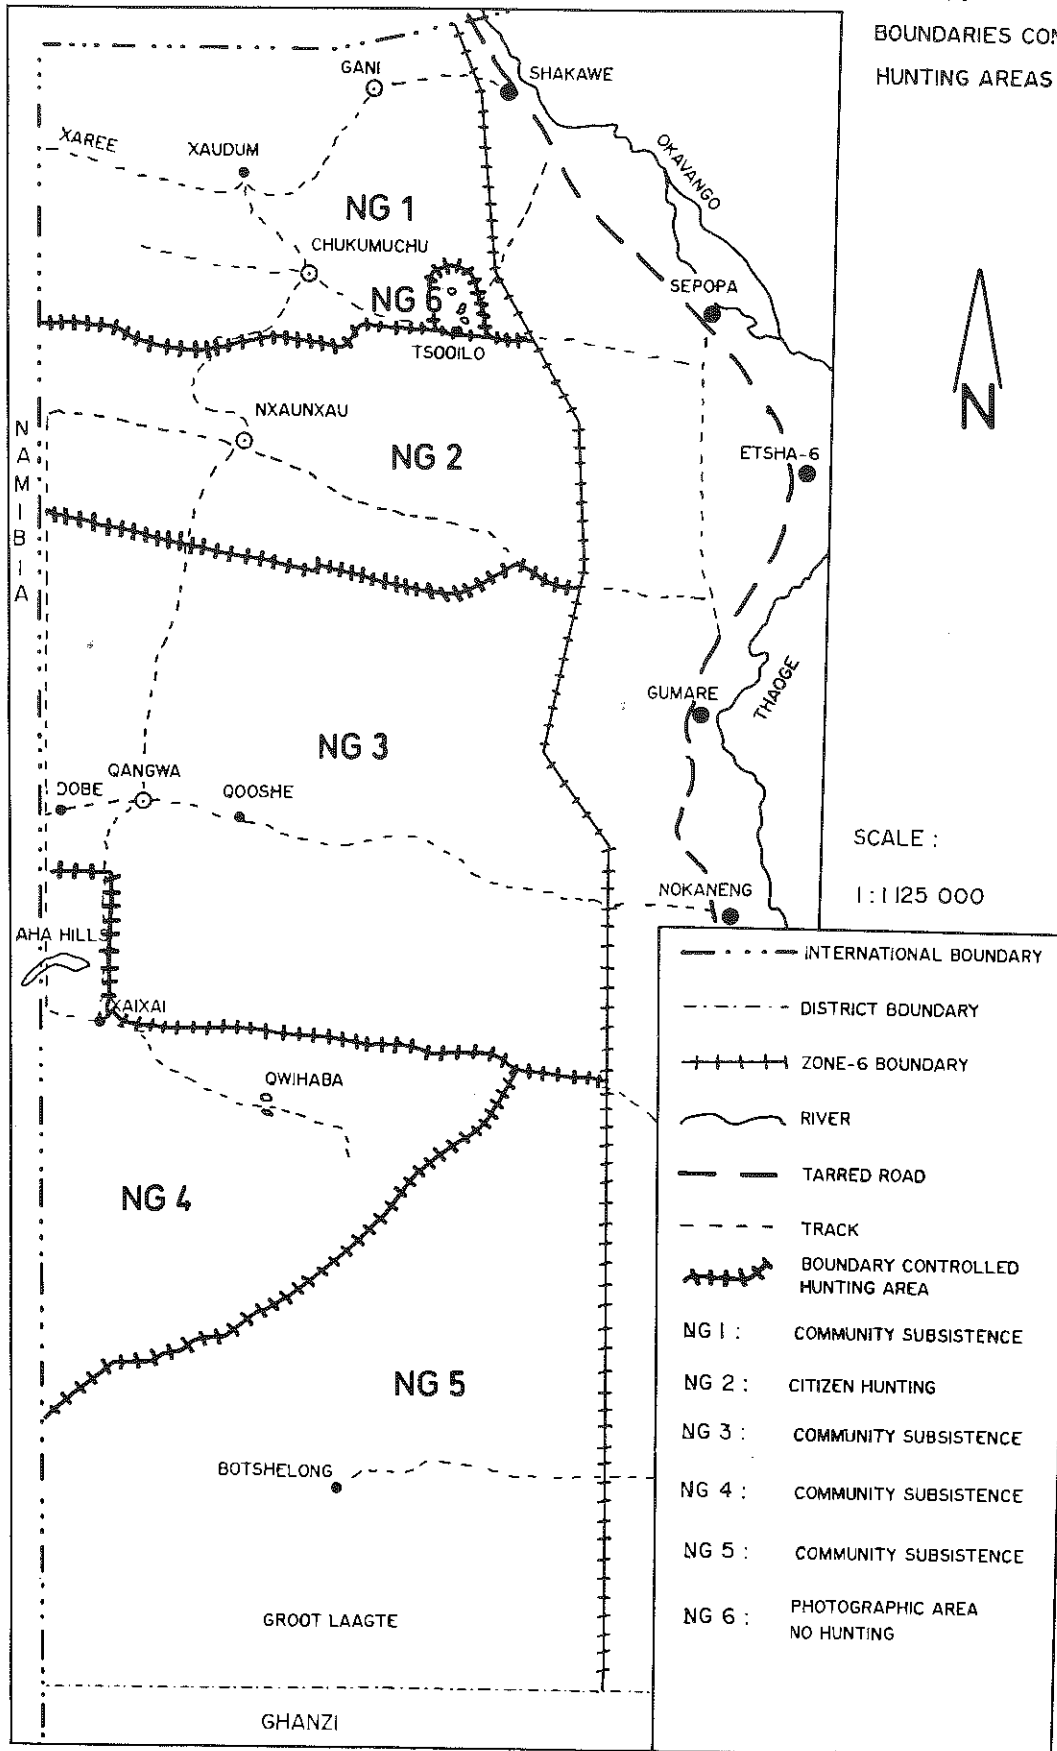 BOUNDARIES
HUNTING AREAS
GANI
SHAKAWE
XAREE
XAUDUM
OKAVANGO
NG 1
CHUKUMUCHU
NG 6
SEPOPA
TSOOILO
N
NAMIBIA
NXAUNXAU
NG 2
ETSHA-6
GUMARE
THAOGE
NG 3
QANGWA
DOBE
QOOSHE
SCALE :
1:1125 000
NOKANENG
AHA HILLS
XAIXAI
QWIHABA
NG 4
NG 5
BOTSHELONG
GROOT LAAGTE
GHANZI
INTERNATIONAL BOUNDARY
DISTRICT BOUNDARY
ZONE-6 BOUNDARY
RIVER
TARRED ROAD
TRACK
BOUNDARY CONTROLLED
HUNTING AREA
NG 1 : COMMUNITY SUBSISTENCE
NG 2 : CITIZEN HUNTING
NG 3 : COMMUNITY SUBSISTENCE
NG 4 : COMMUNITY SUBSISTENCE
NG 5 : COMMUNITY SUBSISTENCE
NG 6 : PHOTOGRAPHIC AREA
NO HUNTING